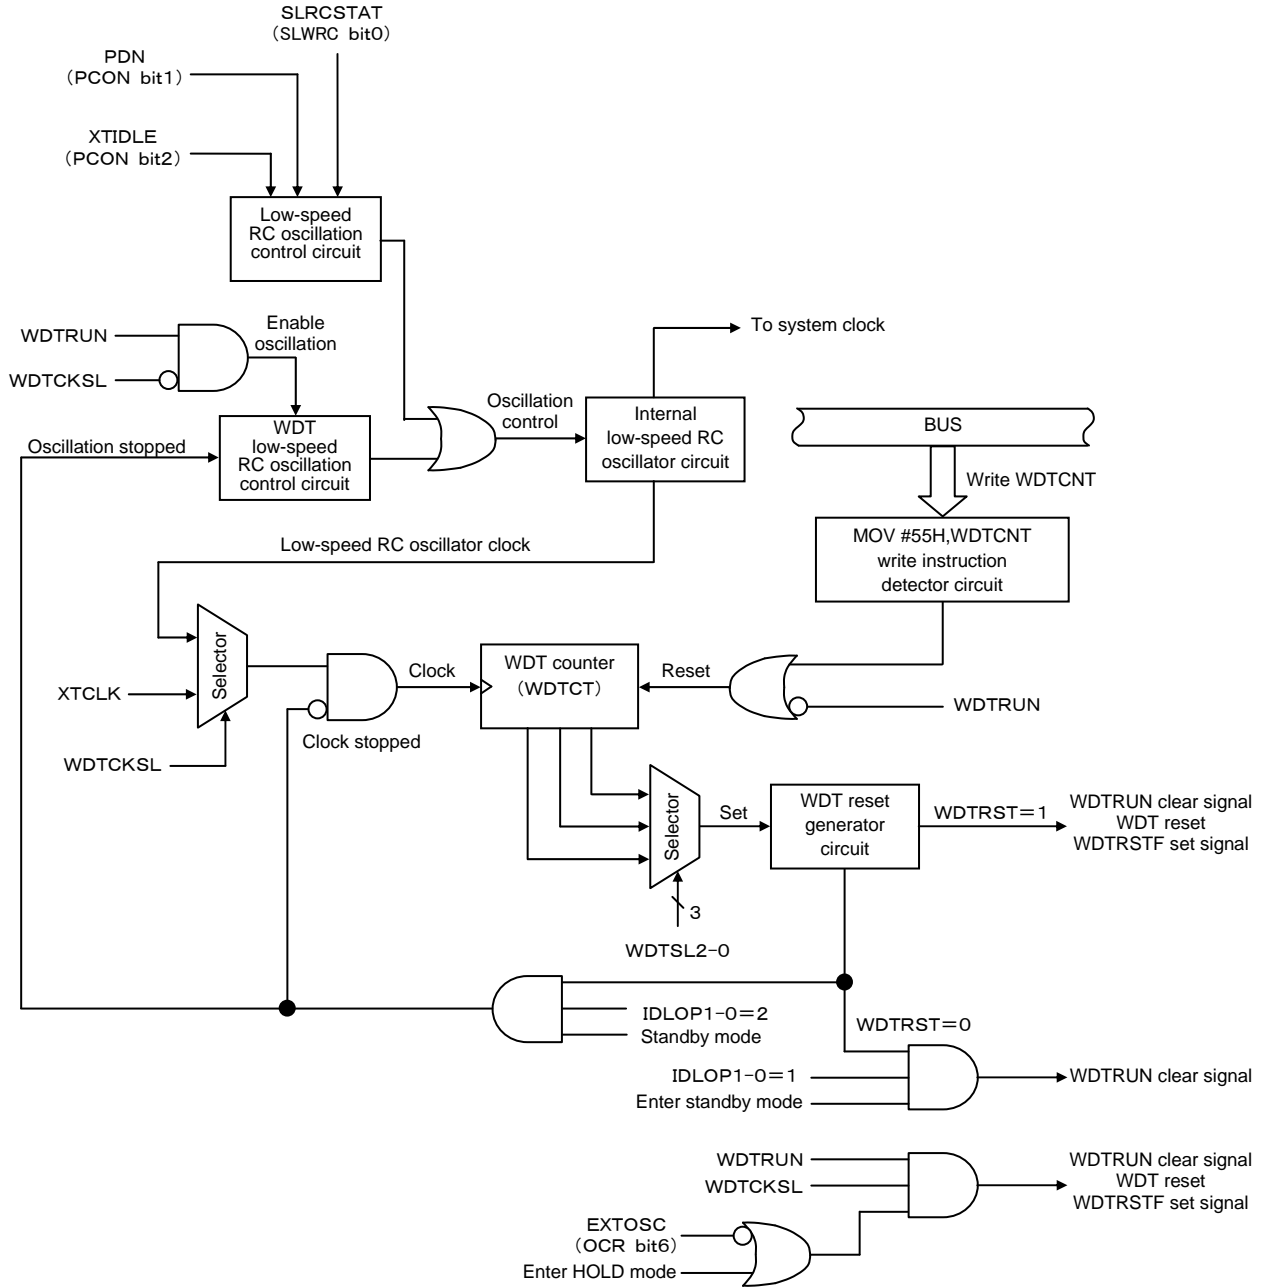 SLRCSTAT
(SLWRC bit0)
PDN
(PCON bit1)
XTIDLE
(PCON bit2)
Low-speed
RC oscillation
control circuit
WDTRUN
WDTCKSL
Enable
oscillation
To system clock
Oscillation stopped
WDT
low-speed
RC oscillation
control circuit
Oscillation
control
Internal
low-speed RC
oscillator circuit
BUS
Write WDTCNT
MOV #55H,WDTCNT
write instruction
detector circuit
Low-speed RC oscillator clock
Selector
XTCLK
WDTCKSL
Clock stopped
Clock
WDT counter
(WDTCT)
Reset
WDTRUN
Selector
3
WDTSL2-0
Set
WDT reset
generator
circuit
WDTRST=1
WDTRUN clear signal
WDT reset
WDTRSTF set signal
IDLOP1-0=2
Standby mode
WDTRST=0
IDLOP1-0=1
Enter standby mode
WDTRUN clear signal
WDTRUN
WDTCKSL
EXTOSC
(OCR bit6)
Enter HOLD mode
WDTRUN clear signal
WDT reset
WDTRSTF set signal